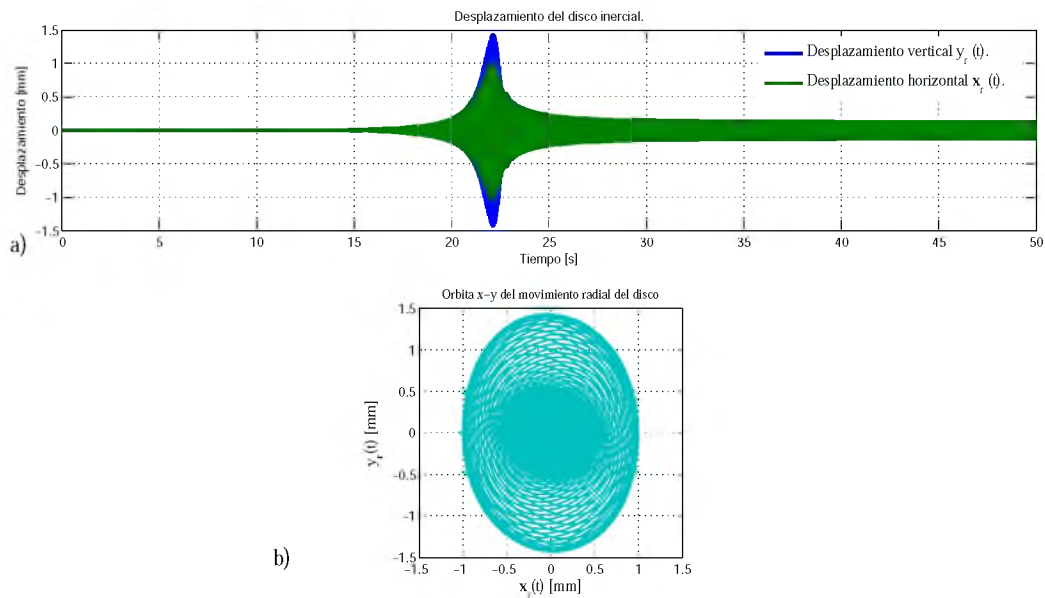 Desplazamiento del disco inercial.
Desplazamiento [mm]
1.5
1
0.5
0
−0.5
−1
−1.5
Desplazamiento vertical y_r (t).
Desplazamiento horizontal x_r (t).
0 5 10 15 20 25 30 35 40 45 50
Tiempo [s]
a)
Orbita x−y del movimiento radial del disco
y_r(t) [mm]
1.5
1
0.5
0
−0.5
−1
−1.5
−1.5 −1 −0.5 0 0.5 1 1.5
x_r(t) [mm]
b)